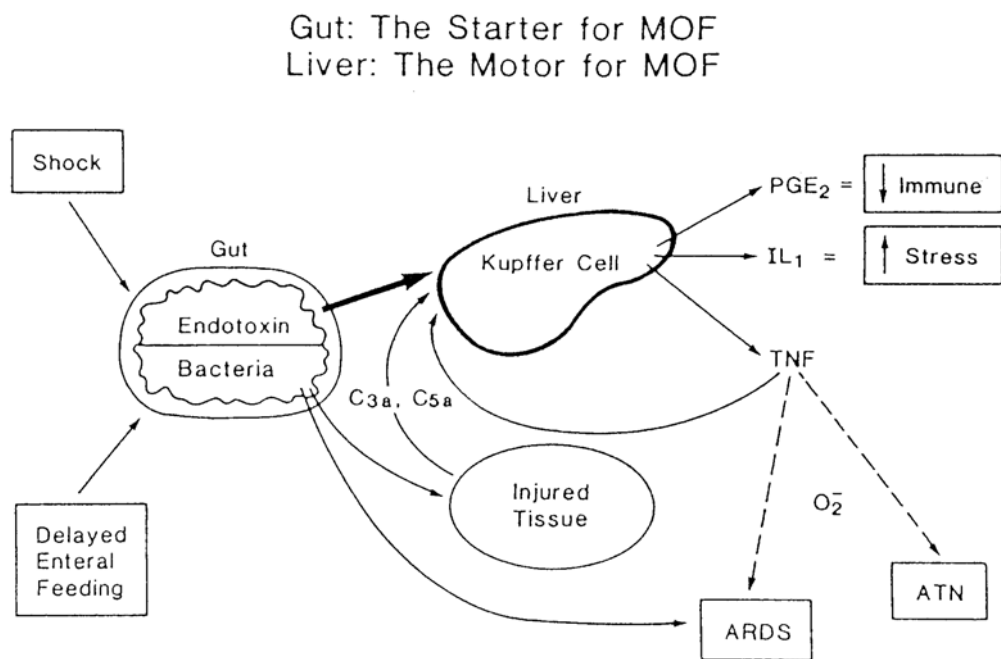 Gut: The Starter for MOF
Liver: The Motor for MOF
Shock
Liver
PGE₂ =
↓ Immune
Gut
Kupffer Cell
IL₁ =
↑ Stress
Endotoxin
Bacteria
TNF
C3a, C5a
Injured
Tissue
O₂⁻
Delayed
Enteral
Feeding
ATN
ARDS